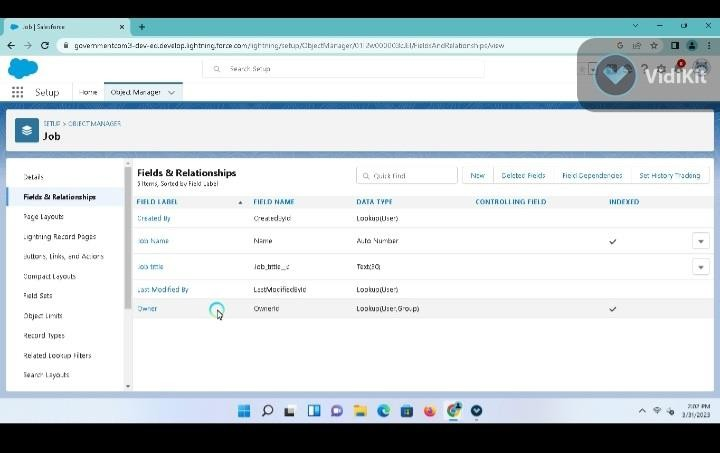 Job | Salesforce
governmentcom3-dev-ed.develop.lightning.force.com/lightning/setup/ObjectManager/01I2w000003cJEI/FieldsAndRelationships/view
Search Setup
VidiKit
Setup
Home
Object Manager
SETUP > OBJECT MANAGER
Job
Details
Fields & Relationships
Page Layouts
Lightning Record Pages
Buttons, Links, and Actions
Compact Layouts
Field Sets
Object Limits
Record Types
Related Lookup Filters
Search Layouts
Fields & Relationships
5 Items, Sorted by Field Label
Quick Find
New
Deleted Fields
Field Dependencies
Set History Tracking
FIELD LABEL FIELD NAME DATA TYPE CONTROLLING FIELD INDEXED
Created By CreatedById Lookup(User)
Job Name Name Auto Number
Job tittle Job_tittle__c Text(30)
Last Modified By LastModifiedById Lookup(User)
Owner OwnerId Lookup(User,Group)
2:02 PM
3/31/2023